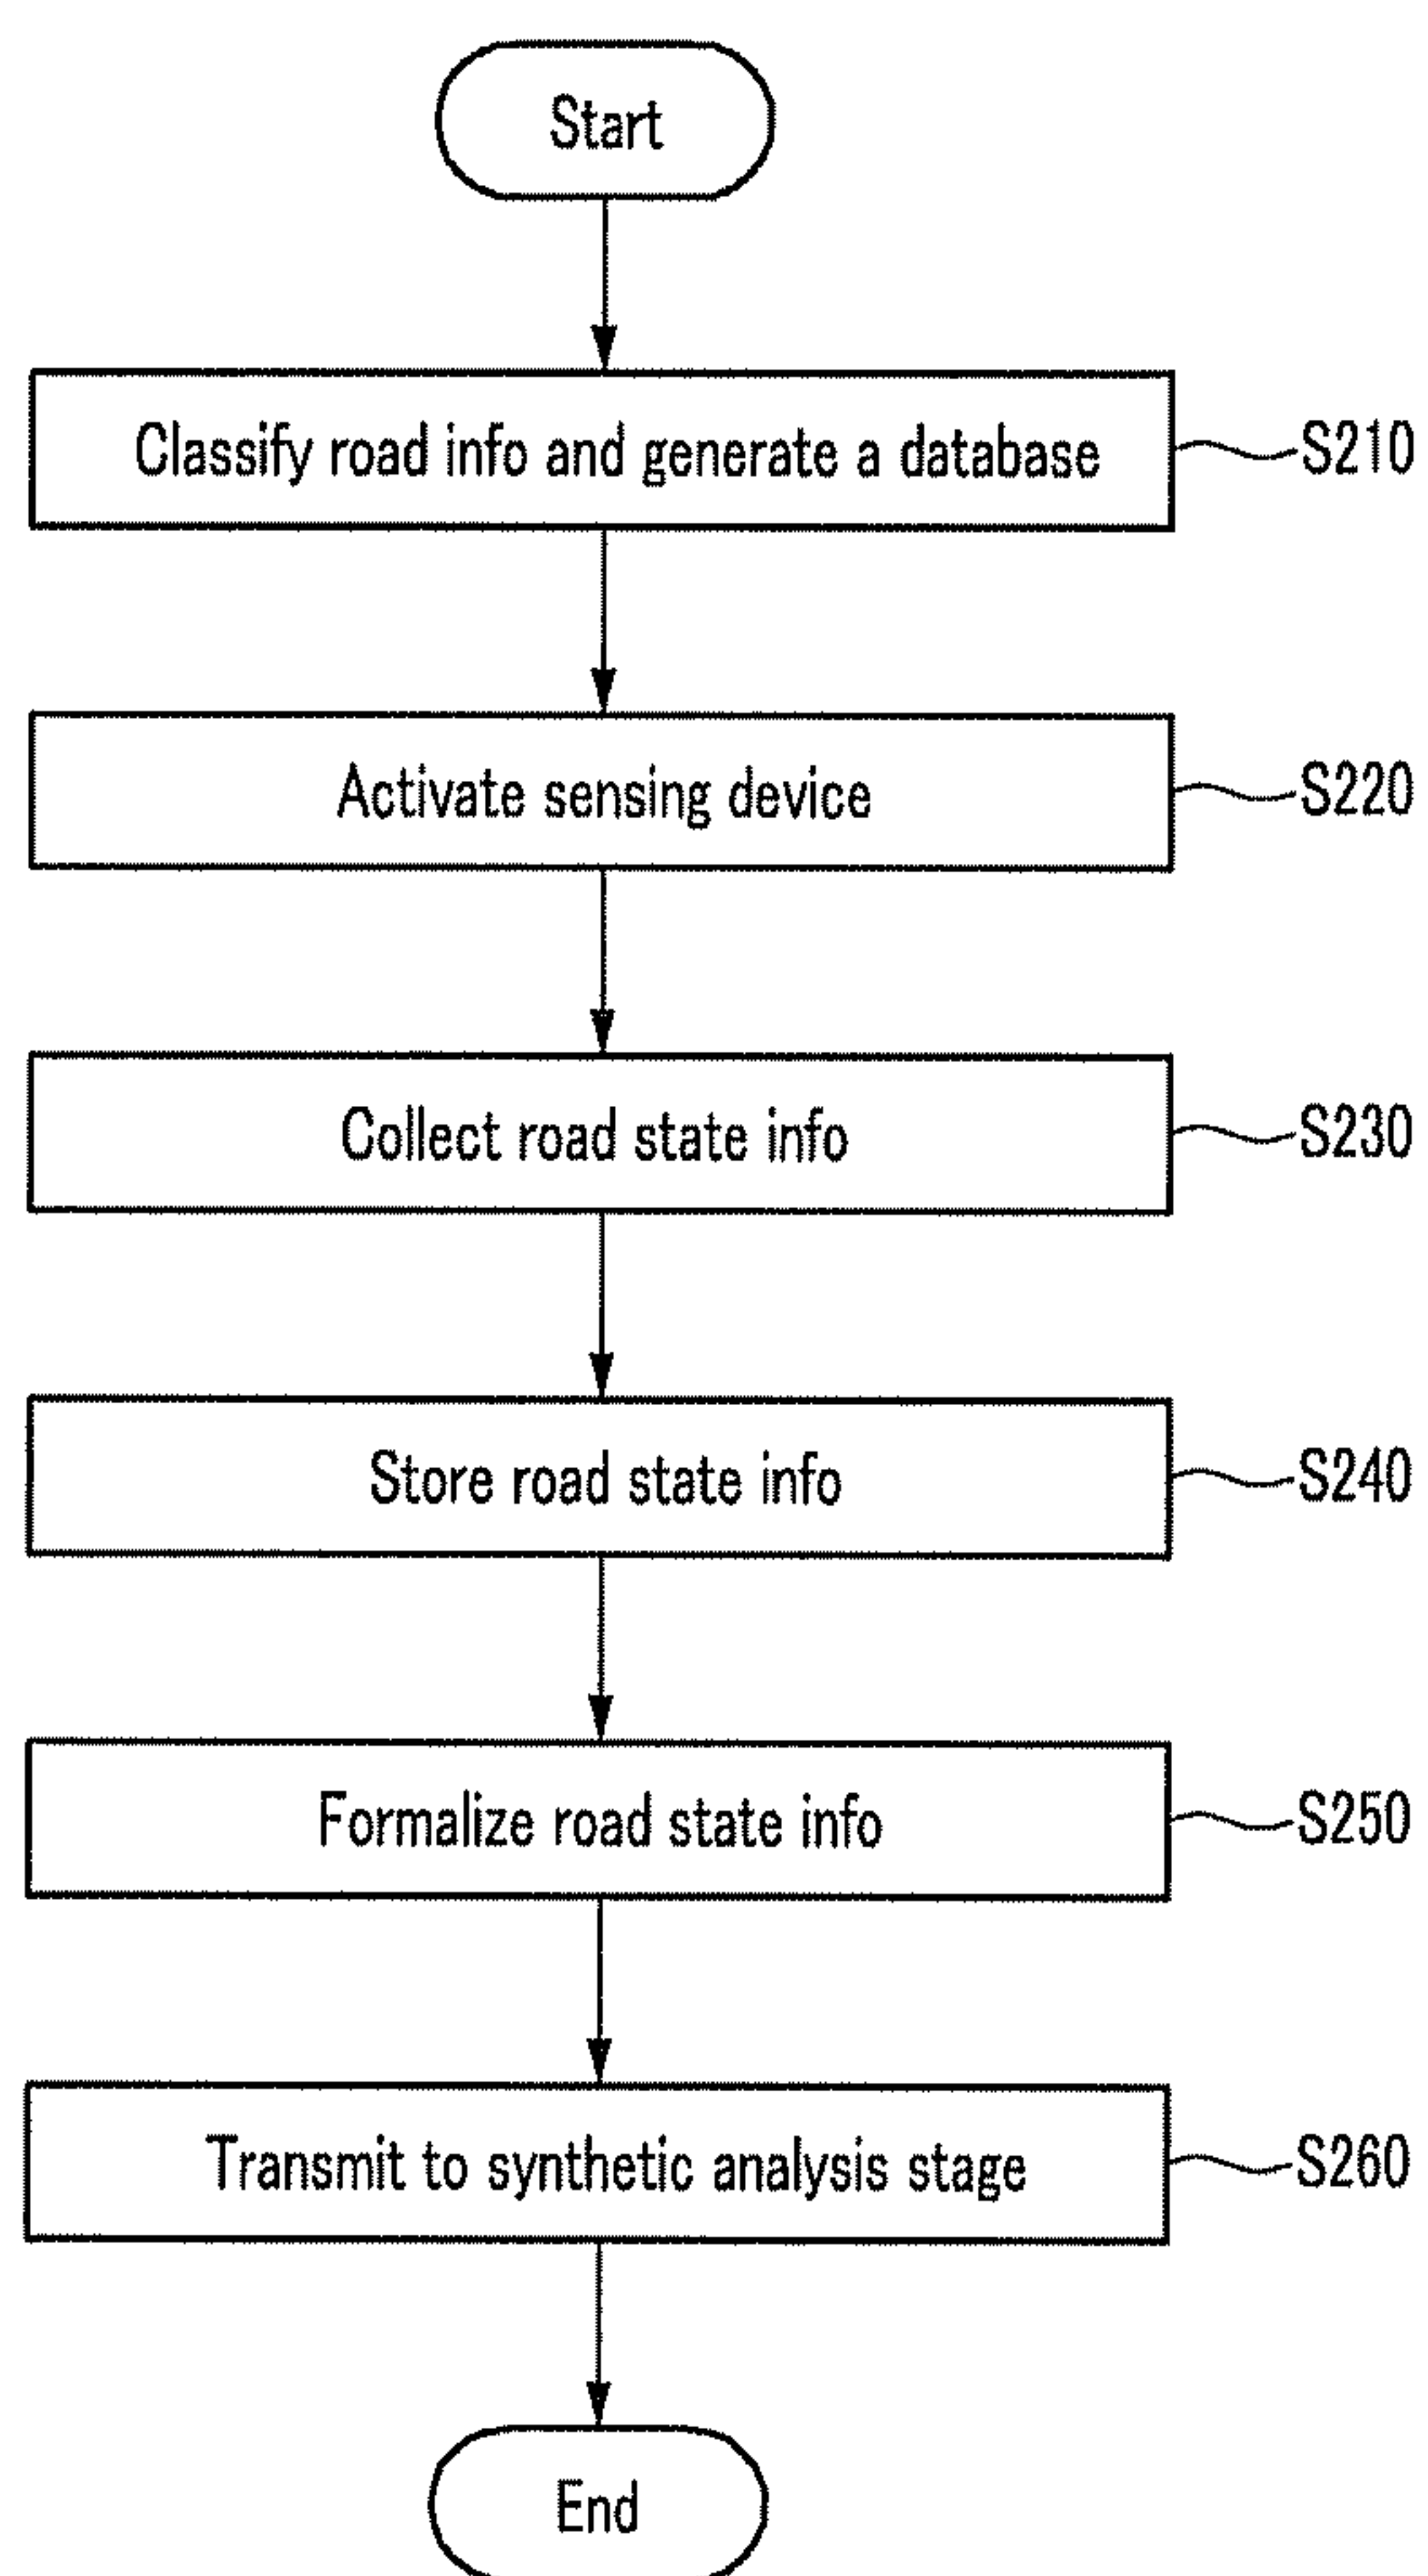 Start
Classify road info and generate a database
S210
Activate sensing device
S220
Collect road state info
S230
Store road state info
S240
Formalize road state info
S250
Transmit to synthetic analysis stage
S260
End